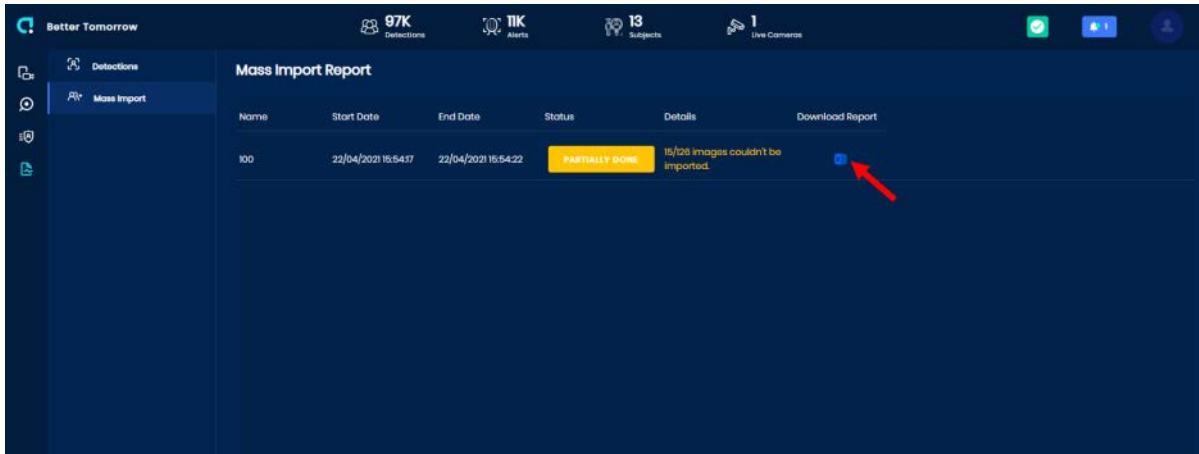 Better Tomorrow
97K
Detections
11K
Alerts
13
Subjects
1
Live Cameras
1
Detections
Mass Import
Mass Import Report
Name Start Date End Date Status Details Download Report
100 22/04/2021 15:54:17 22/04/2021 15:54:22 PARTIALLY DONE 15/126 images couldn't be
imported.